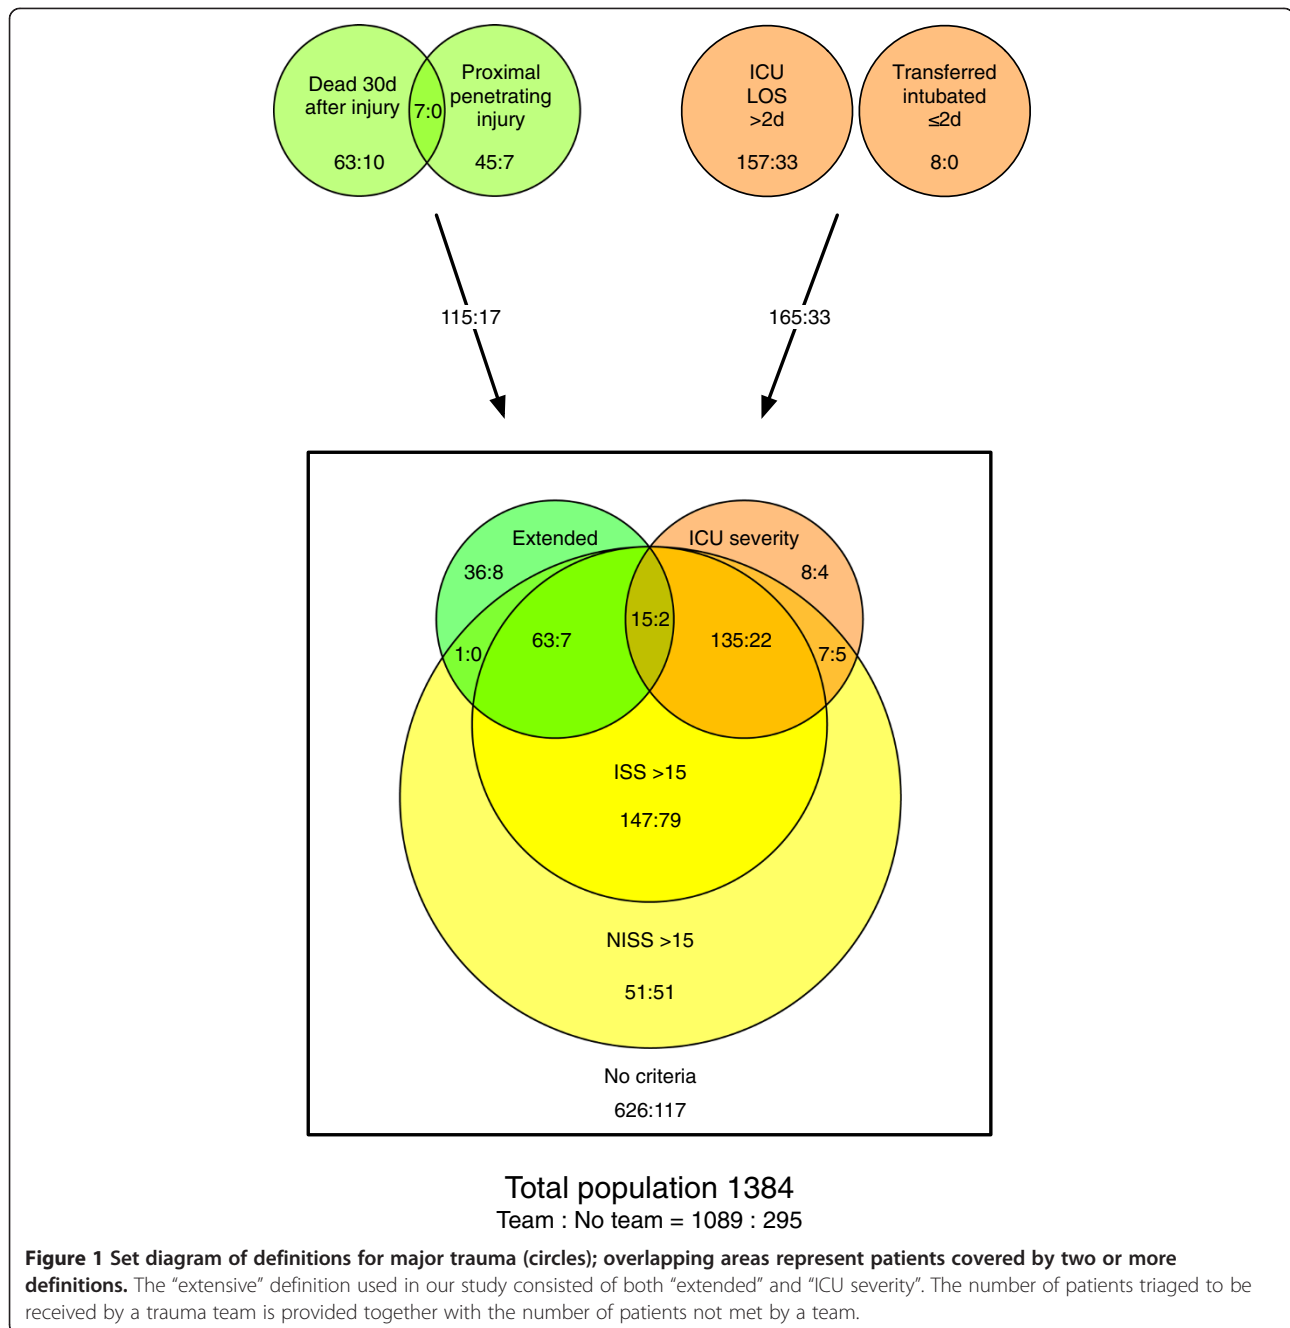 Dead 30d
after injury
63:10
7:0
Proximal
penetrating
injury
45:7
ICU
LOS
>2d
157:33
Transferred
intubated
≤2d
8:0
115:17
165:33
Extended
36:8
ICU severity
8:4
1:0
63:7
15:2
135:22
7:5
ISS >15
147:79
NISS >15
51:51
No criteria
626:117
Total population 1384
Team : No team = 1089 : 295
Figure 1 Set diagram of definitions for major trauma (circles); overlapping areas represent patients covered by two or more
definitions. The “extensive” definition used in our study consisted of both “extended” and “ICU severity”. The number of patients triaged to be
received by a trauma team is provided together with the number of patients not met by a team.